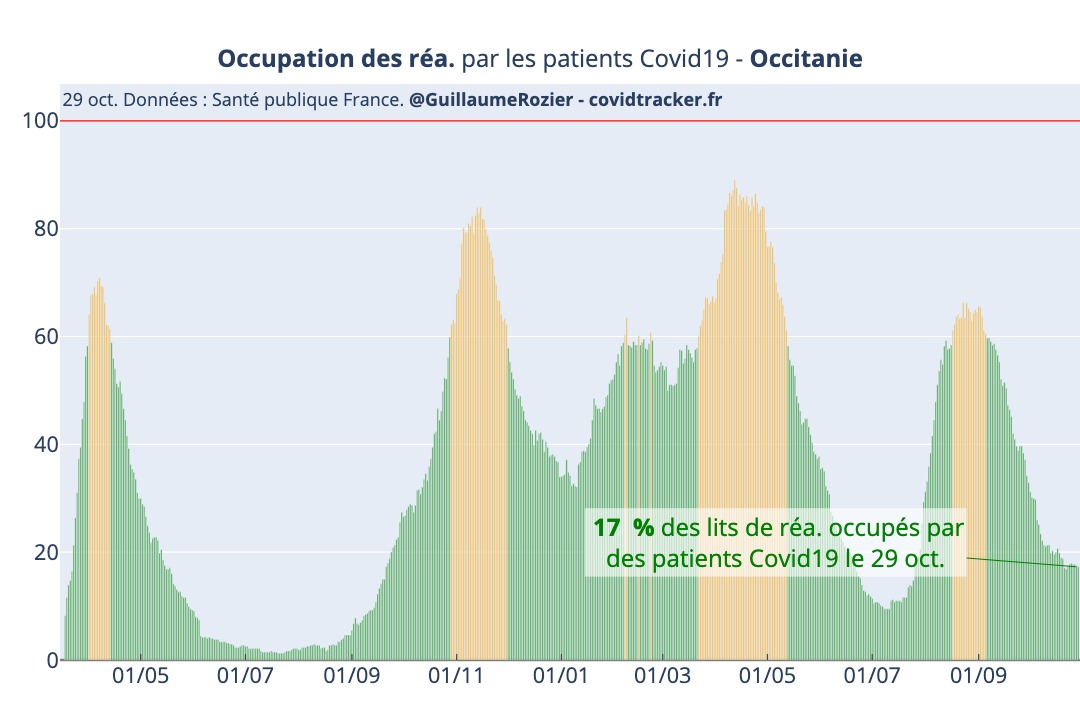 Occupation des réa. par les patients Covid19 - Occitanie
29 oct. Données : Santé publique France. @GuillaumeRozier - covidtracker.fr
100
80
60
40
20
0
17 % des lits de réa. occupés par
des patients Covid19 le 29 oct.
01/05 01/07 01/09 01/11 01/01 01/03 01/05 01/07 01/09